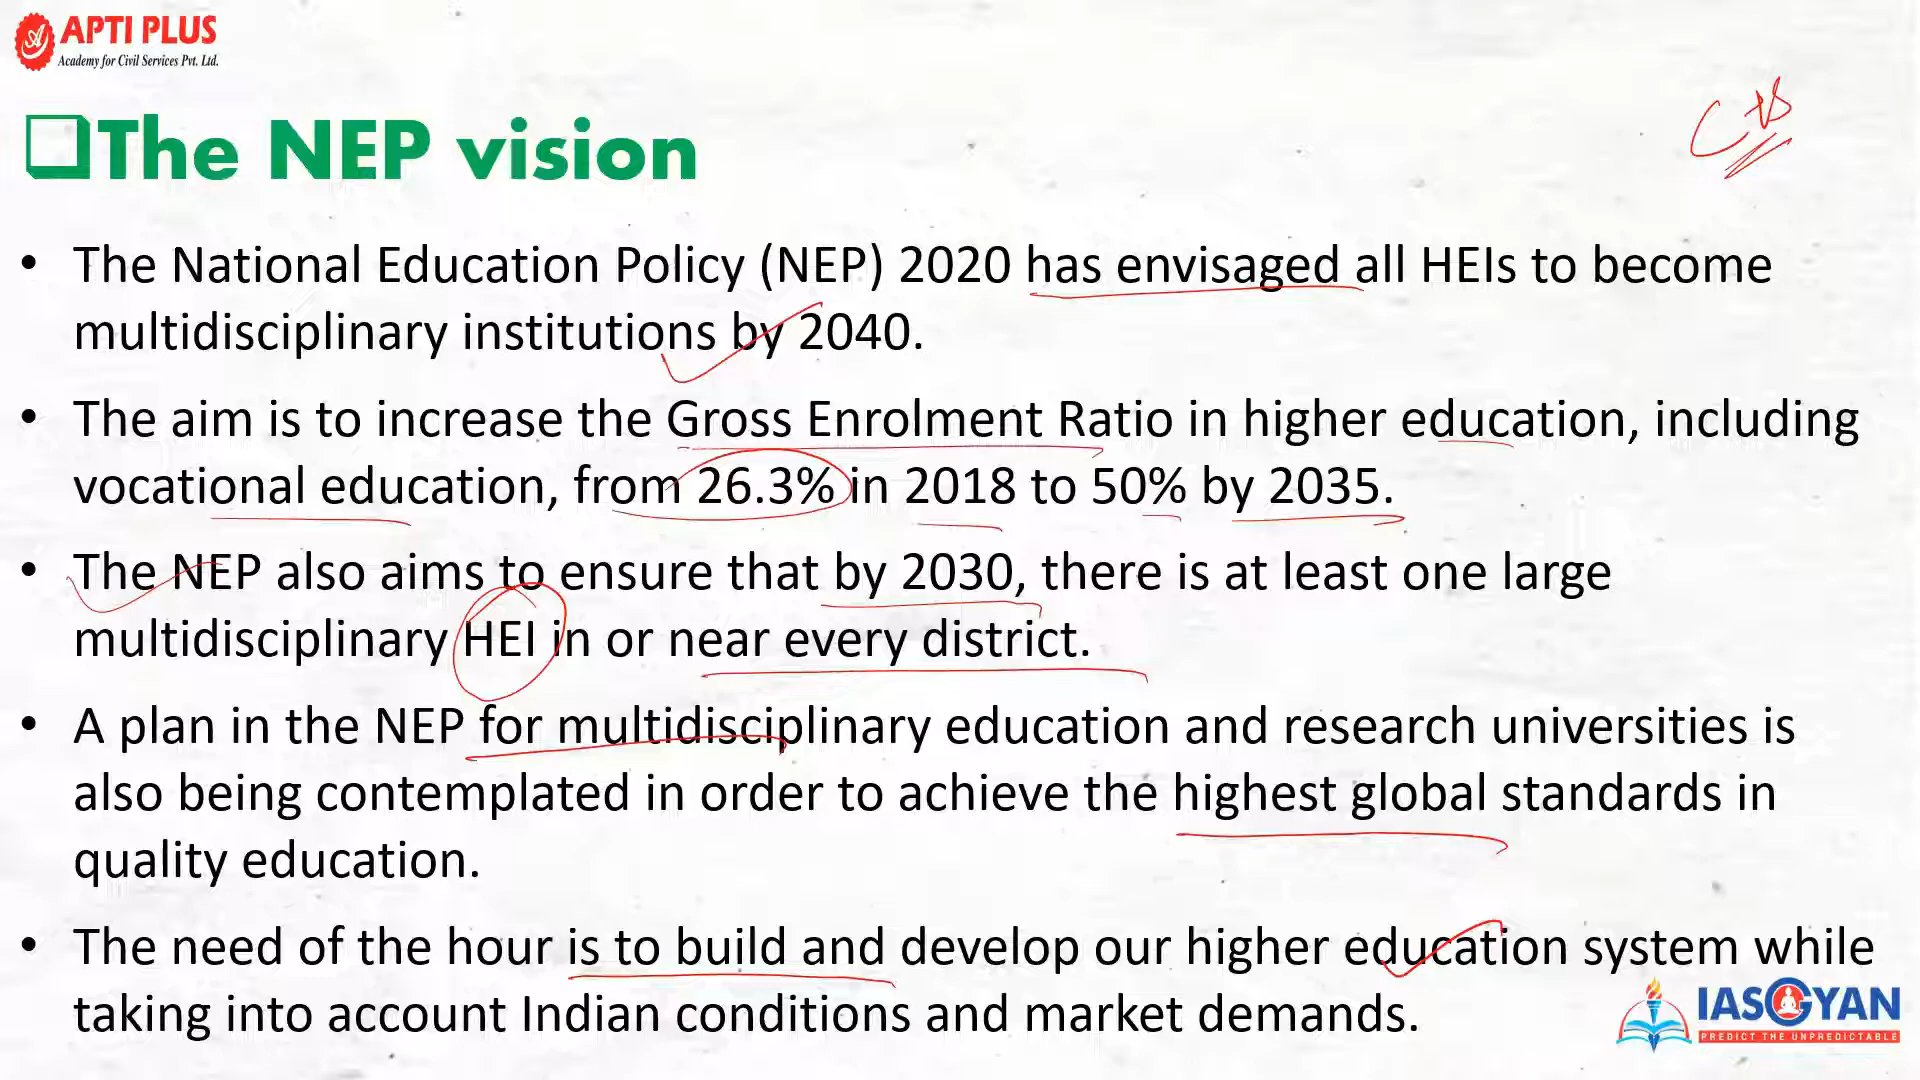 APTI PLUS
Academy for Civil Services Pvt. Ltd.
The NEP vision
• The National Education Policy (NEP) 2020 has envisaged all HEIs to become
multidisciplinary institutions by 2040.
• The aim is to increase the Gross Enrolment Ratio in higher education, including
vocational education, from 26.3% in 2018 to 50% by 2035.
• The NEP also aims to ensure that by 2030, there is at least one large
multidisciplinary HEI in or near every district.
• A plan in the NEP for multidisciplinary education and research universities is
also being contemplated in order to achieve the highest global standards in
quality education.
• The need of the hour is to build and develop our higher education system while
taking into account Indian conditions and market demands.
IASGYAN
PREDICT THE UNPREDICTABLE